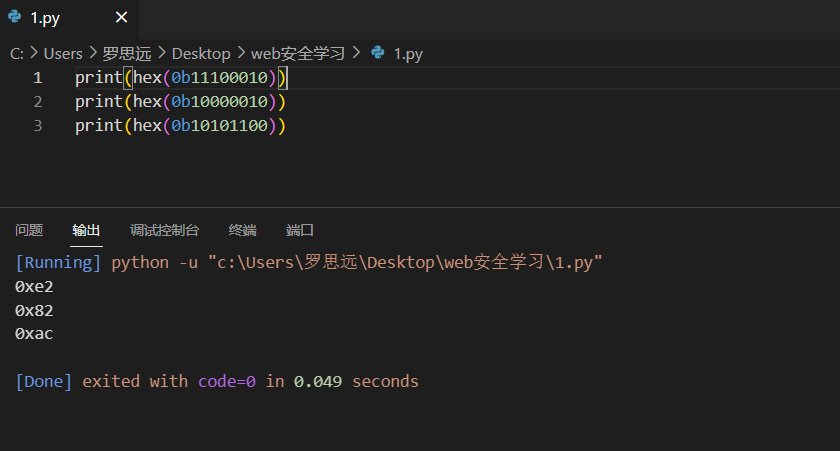 1.py
C: > Users > 罗思远 > Desktop > web安全学习 > 1.py
1 print(hex(0b11100010))
2 print(hex(0b10000010))
3 print(hex(0b10101100))
问题 输出 调试控制台 终端 端口
[Running] python -u "c:\Users\罗思远\Desktop\web安全学习\1.py"
0xe2
0x82
0xac
[Done] exited with code=0 in 0.049 seconds